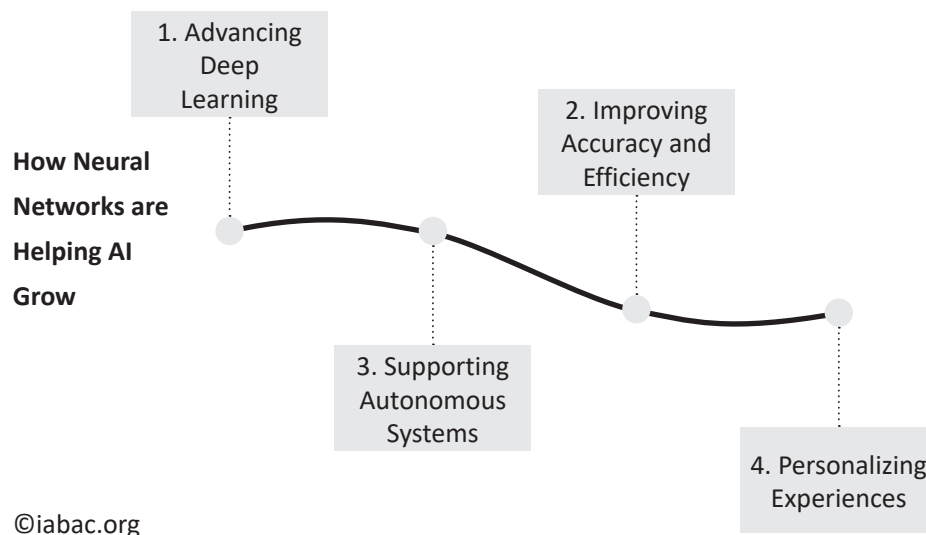 1. Advancing
Deep
Learning
How Neural
Networks are
Helping AI
Grow
2. Improving
Accuracy and
Efficiency
3. Supporting
Autonomous
Systems
4. Personalizing
Experiences
©iabac.org